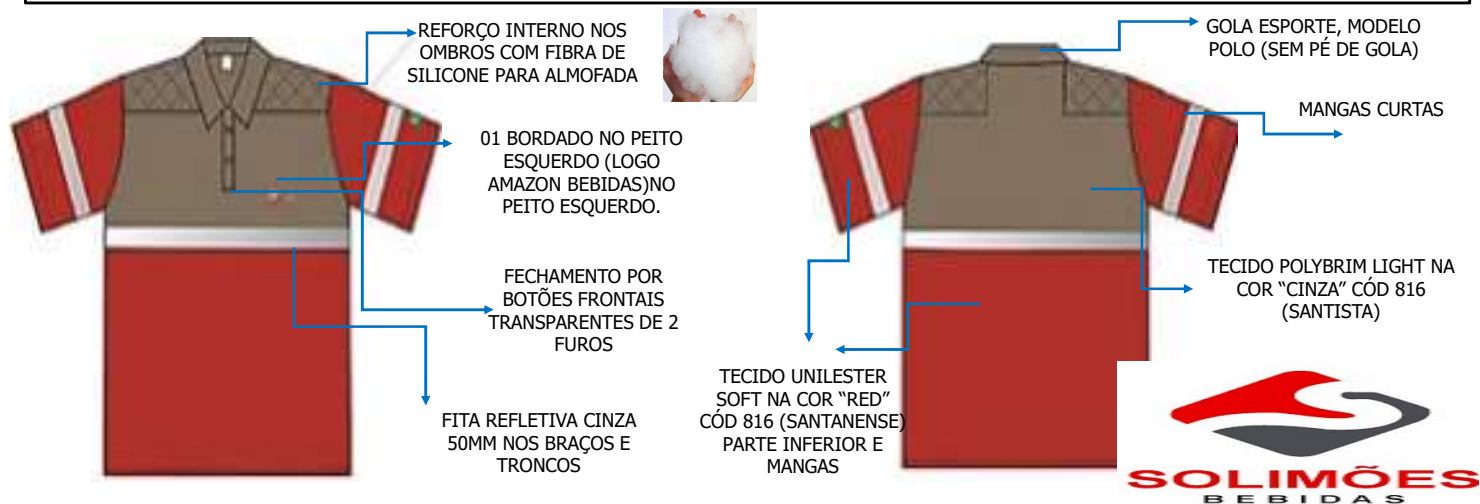 REFORÇO INTERNO NOS
OMBROS COM FIBRA DE
SILICONE PARA ALMOFADA
01 BORDADO NO PEITO
ESQUERDO (LOGO
AMAZON BEBIDAS)NO
PEITO ESQUERDO.
FECHAMENTO POR
BOTÕES FRONTAIS
TRANSPARENTES DE 2
FUROS
FITA REFLETIVA CINZA
50MM NOS BRAÇOS E
TRONCOS
GOLA ESPORTE, MODELO
POLO (SEM PÉ DE GOLA)
MANGAS CURTAS
TECIDO POLYBRIM LIGHT NA
COR “CINZA” CÓD 816
(SANTISTA)
TECIDO UNILESTER
SOFT NA COR “RED”
CÓD 816 (SANTANENSE)
PARTE INFERIOR E
MANGAS
SOLIMÕES
BEBIDAS